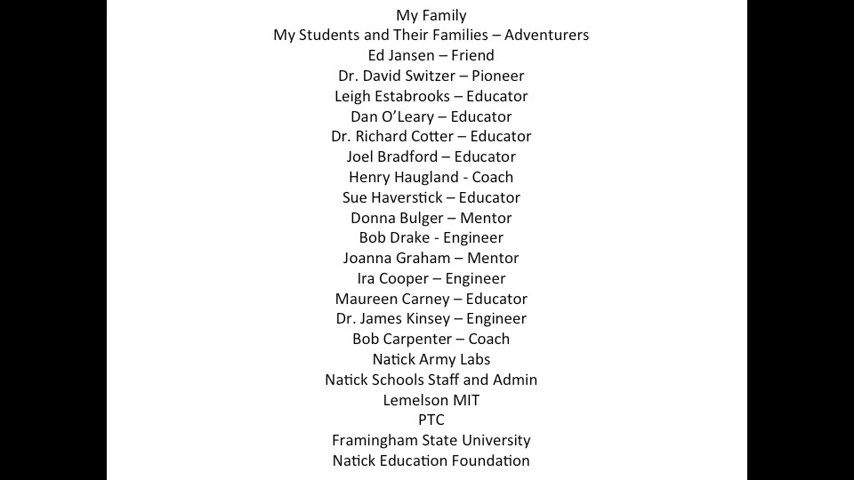 My Family
My Students and Their Families – Adventurers
Ed Jansen – Friend
Dr. David Switzer – Pioneer
Leigh Estabrooks – Educator
Dan O’Leary – Educator
Dr. Richard Cotter – Educator
Joel Bradford – Educator
Henry Haugland - Coach
Sue Haverstick – Educator
Donna Bulger – Mentor
Bob Drake - Engineer
Joanna Graham – Mentor
Ira Cooper – Engineer
Maureen Carney – Educator
Dr. James Kinsey – Engineer
Bob Carpenter – Coach
Natick Army Labs
Natick Schools Staff and Admin
Lemelson MIT
PTC
Framingham State University
Natick Education Foundation